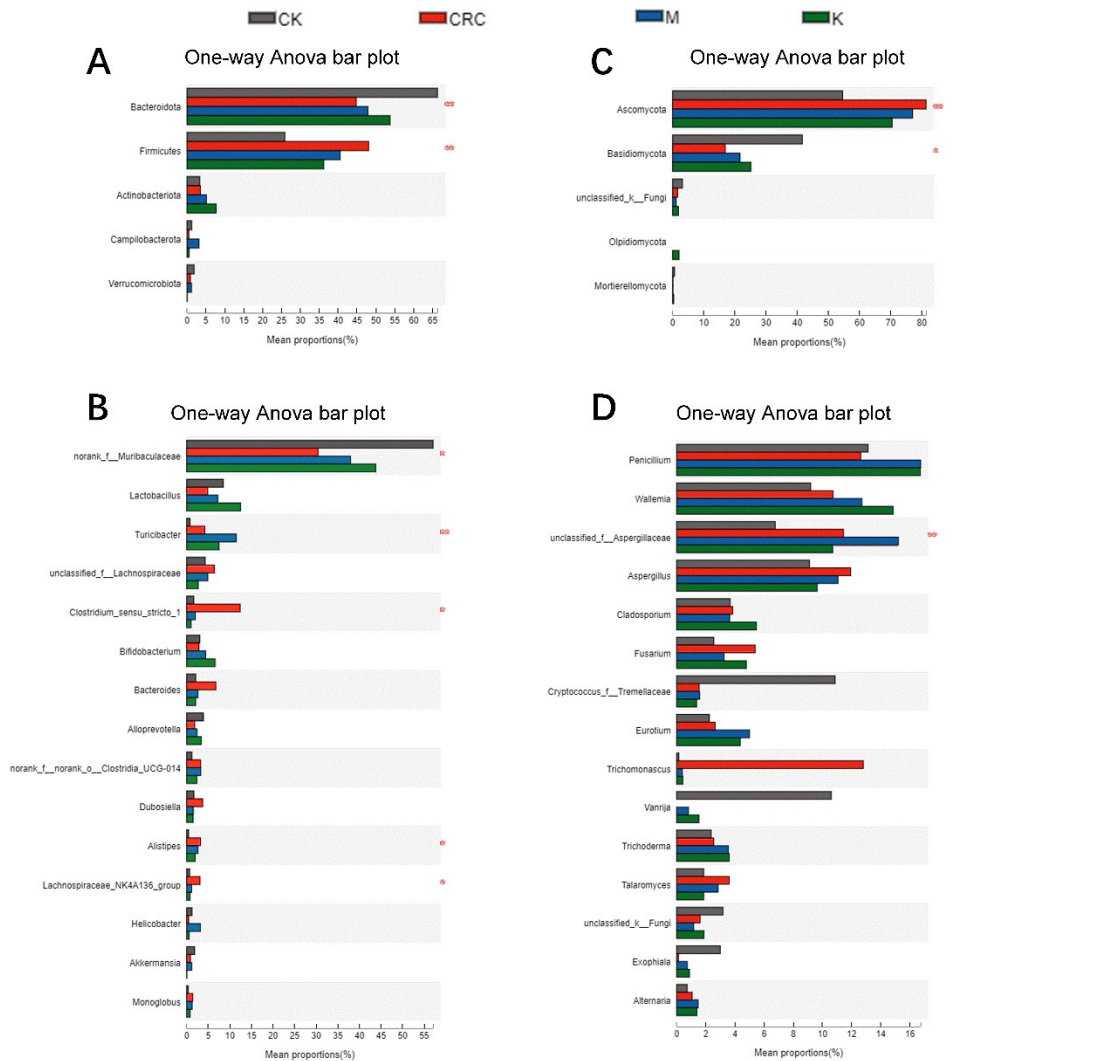 CK CRC M K
A One-way Anova bar plot
Bacteroidota
Firmicutes
Actinobacteriota
Campilobacterota
Verrucomicrobiota
0 5 10 15 20 25 30 35 40 45 50 55 60 65
Mean proportions(%)
C One-way Anova bar plot
Ascomycota
Basidiomycota
unclassified_k__Fungi
Olpidiomycota
Mortierellomycota
0 10 20 30 40 50 60 70 80
Mean proportions(%)
B One-way Anova bar plot
norank_f__Muribaculaceae
Lactobacillus
Turicibacter
unclassified_f__Lachnospiraceae
Clostridium_sensu_stricto_1
Bifidobacterium
Bacteroides
Alloprevotella
norank_f__norank_o__Clostridia_UCG-014
Dubosiella
Alistipes
Lachnospiraceae_NK4A136_group
Helicobacter
Akkermansia
Monoglobus
0 5 10 15 20 25 30 35 40 45 50 55
Mean proportions(%)
D One-way Anova bar plot
Penicillium
Wallemia
unclassified_f__Aspergillaceae
Aspergillus
Cladosporium
Fusarium
Cryptococcus_f__Tremellaceae
Eurotium
Trichomonascus
Vanrija
Trichoderma
Talaromyces
unclassified_k__Fungi
Exophiala
Alternaria
0 2 4 6 8 10 12 14 16
Mean proportions(%)